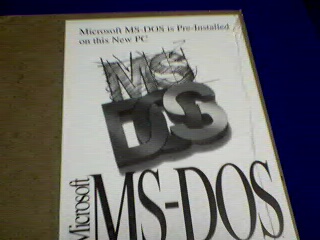 Microsoft MS-DOS is Pre-Installed
on this New PC
MS
DOS
Microsoft
MS-DOS